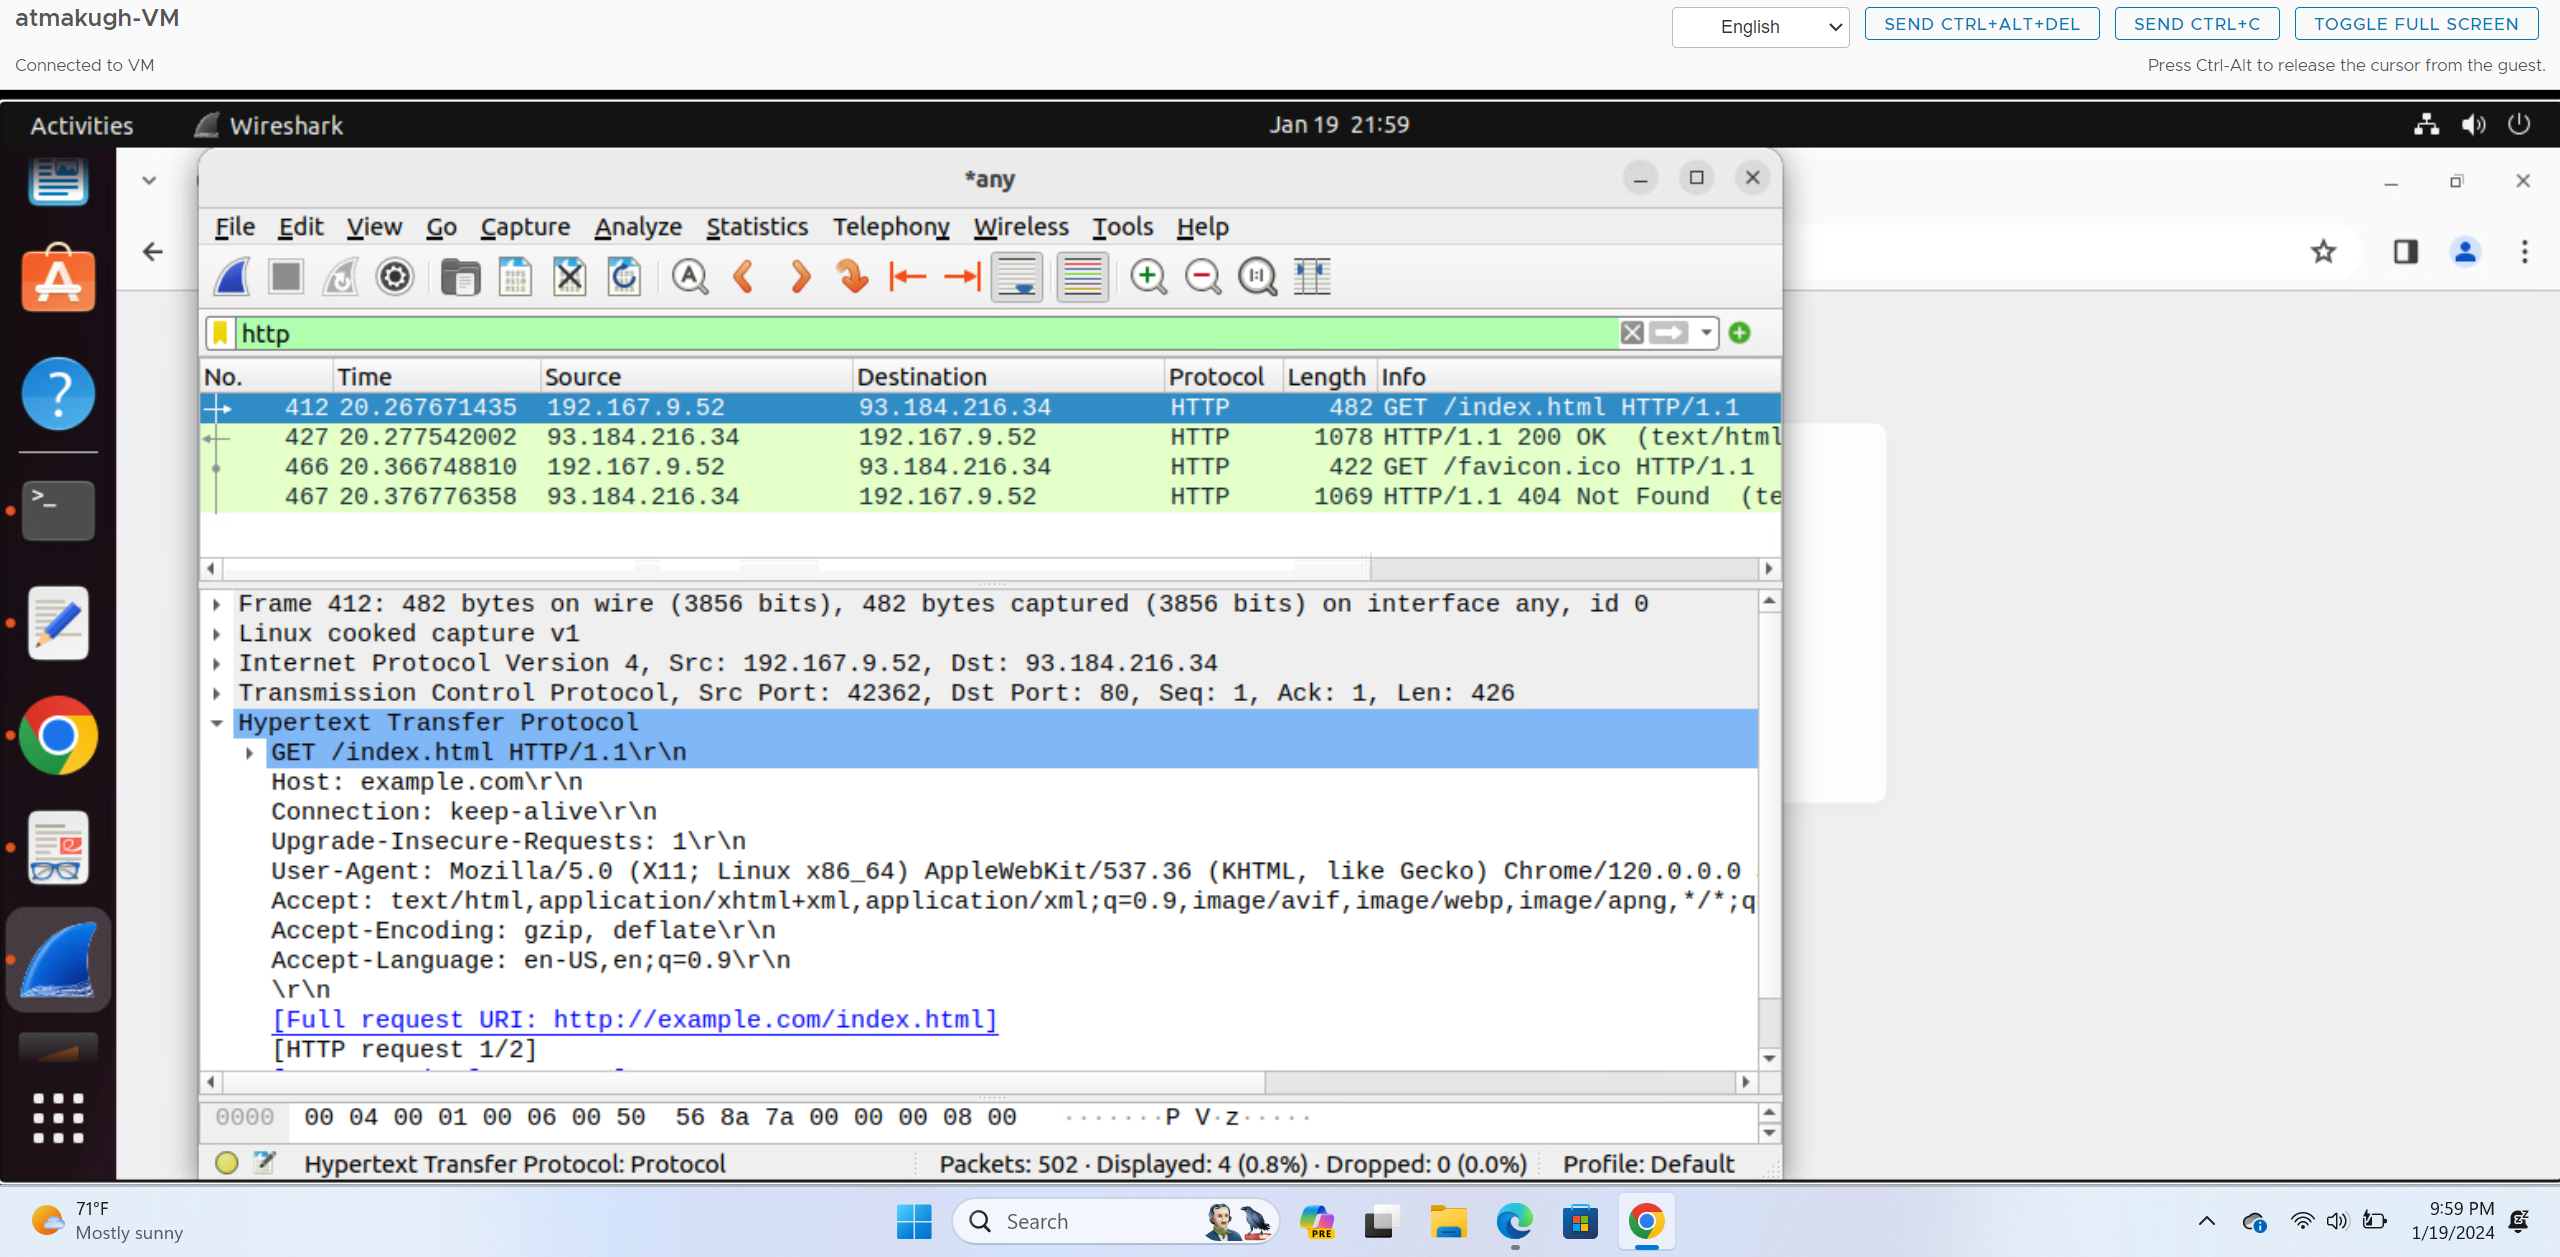 atmakugh-VM
English
SEND CTRL+ALT+DEL
SEND CTRL+C
TOGGLE FULL SCREEN
Connected to VM
Press Ctrl-Alt to release the cursor from the guest.
Activities
Wireshark
Jan 19 21:59
*any
File Edit View Go Capture Analyze Statistics Telephony Wireless Tools Help
http
No. Time Source Destination Protocol Length Info
412 20.267671435 192.168.9.52 93.184.216.34 HTTP 482 GET /index.html HTTP/1.1
427 20.277542002 93.184.216.34 192.167.9.52 HTTP 1078 HTTP/1.1 200 OK (text/html
466 20.366748810 192.167.9.52 93.184.216.34 HTTP 422 GET /favicon.ico HTTP/1.1
467 20.376776358 93.184.216.34 192.167.9.52 HTTP 1069 HTTP/1.1 404 Not Found (te
Frame 412: 482 bytes on wire (3856 bits), 482 bytes captured (3856 bits) on interface any, id 0
Linux cooked capture v1
Internet Protocol Version 4, Src: 192.167.9.52, Dst: 93.184.216.34
Transmission Control Protocol, Src Port: 42362, Dst Port: 80, Seq: 1, Ack: 1, Len: 426
Hypertext Transfer Protocol
GET /index.html HTTP/1.1\r\n
Host: example.com\r\n
Connection: keep-alive\r\n
Upgrade-Insecure-Requests: 1\r\n
User-Agent: Mozilla/5.0 (X11; Linux x86_64) AppleWebKit/537.36 (KHTML, like Gecko) Chrome/120.0.0.0
Accept: text/html,application/xhtml+xml,application/xml;q=0.9,image/avif,image/webp,image/apng,*/*;q
Accept-Encoding: gzip, deflate\r\n
Accept-Language: en-US,en;q=0.9\r\n
\r\n
[Full request URI: http://example.com/index.html]
[HTTP request 1/2]
0000 00 04 00 01 00 06 00 50 56 8a 7a 00 00 00 08 00 ·······P V·z·····
Hypertext Transfer Protocol: Protocol
Packets: 502 · Displayed: 4 (0.8%) · Dropped: 0 (0.0%)
Profile: Default
71°F
Mostly sunny
Search
PRE
9:59 PM
1/19/2024